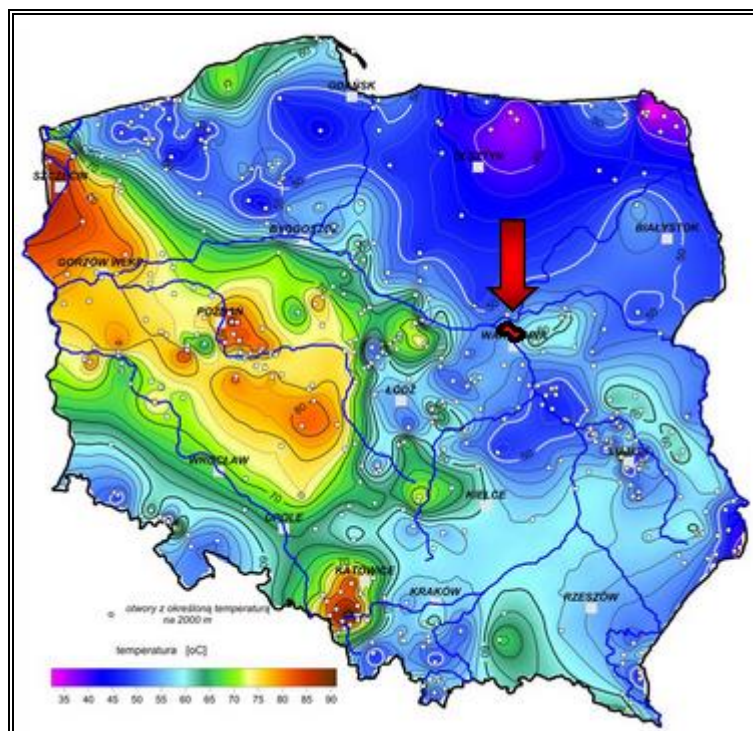 GDAŃSK
OLSZTYN
SZCZECIN
BIAŁYSTOK
BYDGOSZCZ
GORZÓW WLKP
POZNAŃ
ŁÓDŹ
WROCŁAW
KIELCE
OPOLE
KATOWICE
KRAKÓW
RZESZÓW
otwory z określoną temperaturą
na 2000 m
temperatura [oC]
35 40 45 50 55 60 65 70 75 80 85 90